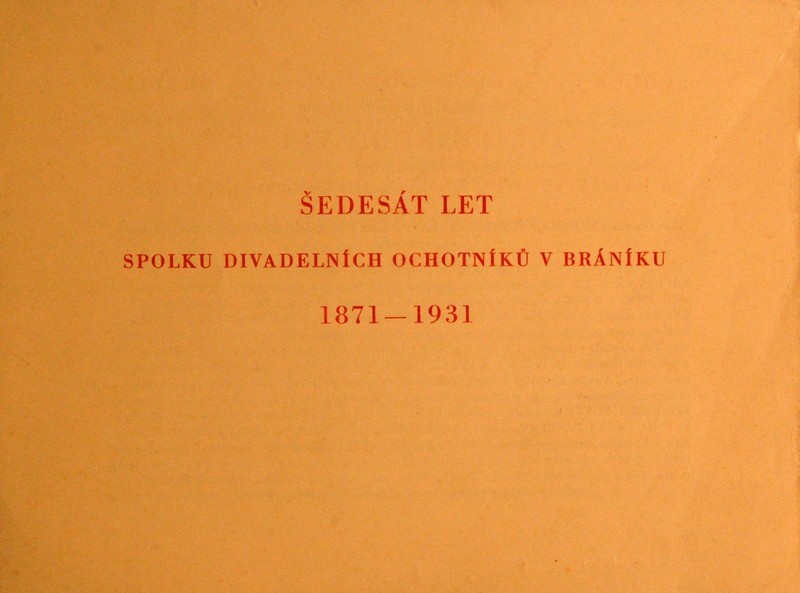 ŠEDESÁT LET
SPOLKU DIVADELNÍCH OCHOTNÍKŮ V BRÁNÍKU
1871—1931